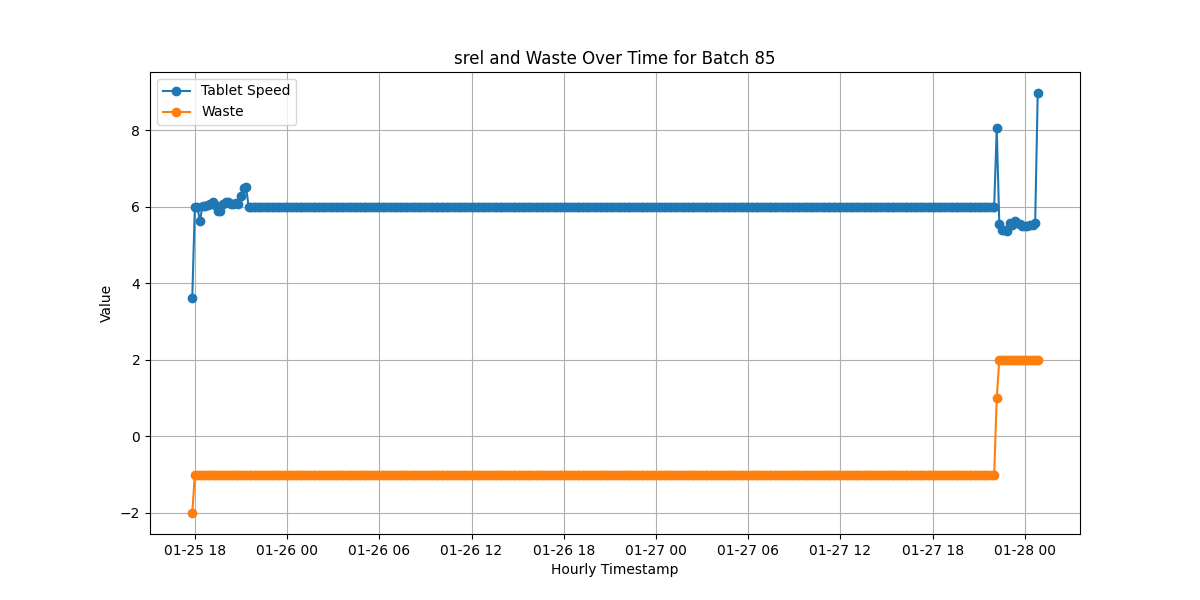 srel and Waste Over Time for Batch 85
Tablet Speed
Waste
8
6
4
2
0
−2
Value
01-25 18 01-26 00 01-26 06 01-26 12 01-26 18 01-27 00 01-27 06 01-27 12 01-27 18 01-28 00
Hourly Timestamp